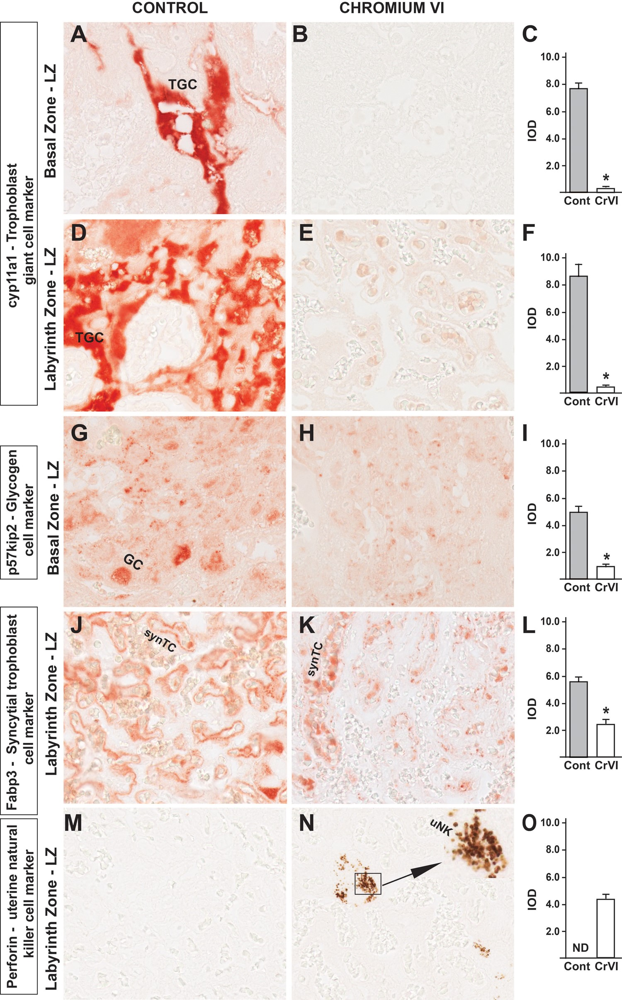 CONTROL
CHROMIUM VI
cyp11a1 - Trophoblast
giant cell marker
Basal Zone - LZ
A
TGC
B
C
10.0
8.0
6.0
4.0
2.0
IOD
*
Cont CrVI
Labyrinth Zone - LZ
D
TGC
E
F
10.0
8.0
6.0
4.0
2.0
IOD
*
Cont CrVI
p57kip2 - Glycogen
cell marker
Basal Zone - LZ
G
GC
H
I
10.0
8.0
6.0
4.0
2.0
IOD
*
Cont CrVI
Fabp3 - Syncytial trophoblast
cell marker
Labyrinth Zone - LZ
J
synTC
K
synTC
L
10.0
8.0
6.0
4.0
2.0
IOD
*
Cont CrVI
Perforin - uterine natural
killer cell marker
Labyrinth Zone - LZ
M
N
uNK
O
10.0
8.0
6.0
4.0
2.0
IOD
ND
Cont CrVI